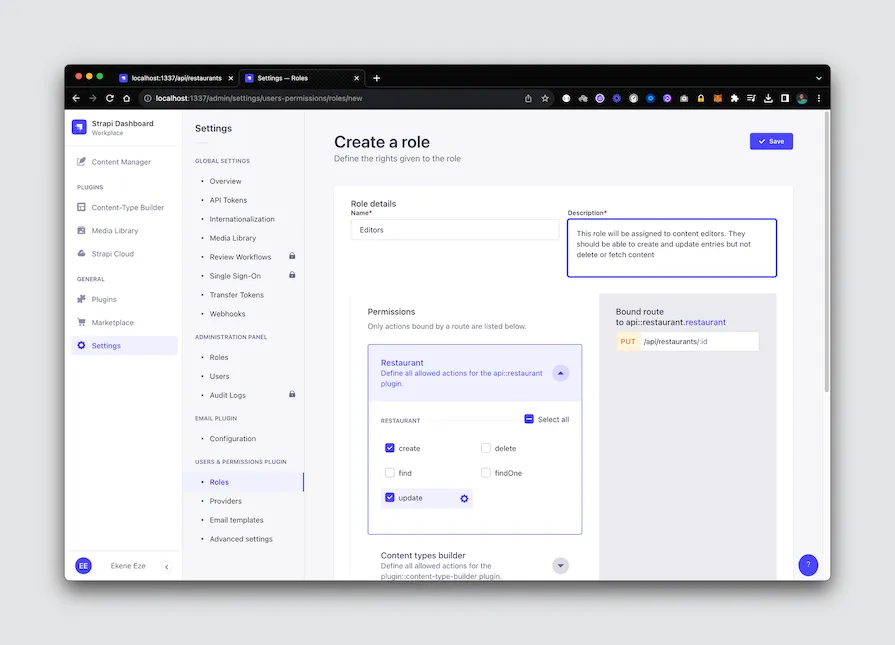 localhost:1337/api/restaurants
Settings — Roles
localhost:1337/admin/settings/users-permissions/roles/new
Strapi Dashboard
Workplace
Content Manager
PLUGINS
Content-Type Builder
Media Library
Strapi Cloud
GENERAL
Plugins
Marketplace
Settings
EE
Ekene Eze
Settings
GLOBAL SETTINGS
Overview
API Tokens
Internationalization
Media Library
Review Workflows
Single Sign-On
Transfer Tokens
Webhooks
ADMINISTRATION PANEL
Roles
Users
Audit Logs
EMAIL PLUGIN
Configuration
USERS & PERMISSIONS PLUGIN
Roles
Providers
Email templates
Advanced settings
Create a role
Define the rights given to the role
Save
Role details
Name*
Editors
Description*
This role will be assigned to content editors. They
should be able to create and update entries but not
delete or fetch content
Permissions
Only actions bound by a route are listed below.
Restaurant
Define all allowed actions for the api::restaurant
plugin.
RESTAURANT
Select all
create
delete
find
findOne
update
Content types builder
Define all allowed actions for the
plugin::content-type-builder plugin.
Bound route
to api::restaurant.restaurant
PUT /api/restaurants/:id
?